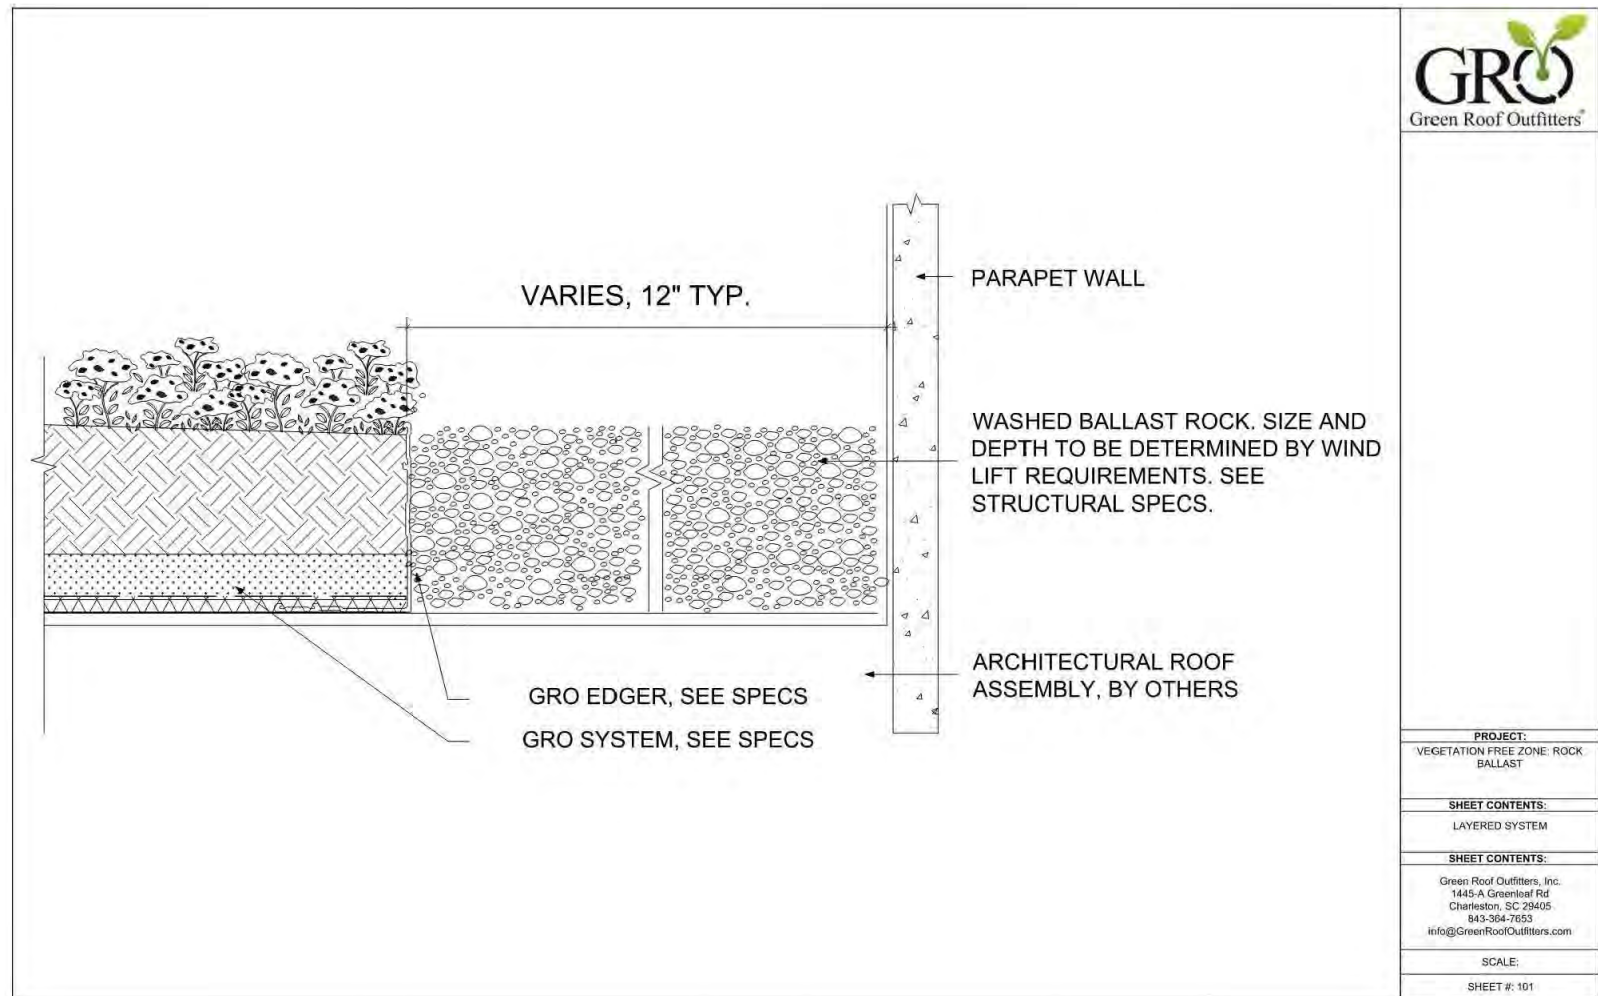 GRO
Green Roof Outfitters®
VARIES, 12" TYP.
PARAPET WALL
WASHED BALLAST ROCK. SIZE AND
DEPTH TO BE DETERMINED BY WIND
LIFT REQUIREMENTS. SEE
STRUCTURAL SPECS.
ARCHITECTURAL ROOF
ASSEMBLY, BY OTHERS
GRO EDGER, SEE SPECS
GRO SYSTEM, SEE SPECS
PROJECT:
VEGETATION FREE ZONE: ROCK
BALLAST
SHEET CONTENTS:
LAYERED SYSTEM
SHEET CONTENTS:
Green Roof Outfitters, Inc.
1445-A Greenleaf Rd
Charleston, SC 29405
843-364-7653
info@GreenRoofOutfitters.com
SCALE:
SHEET #: 101